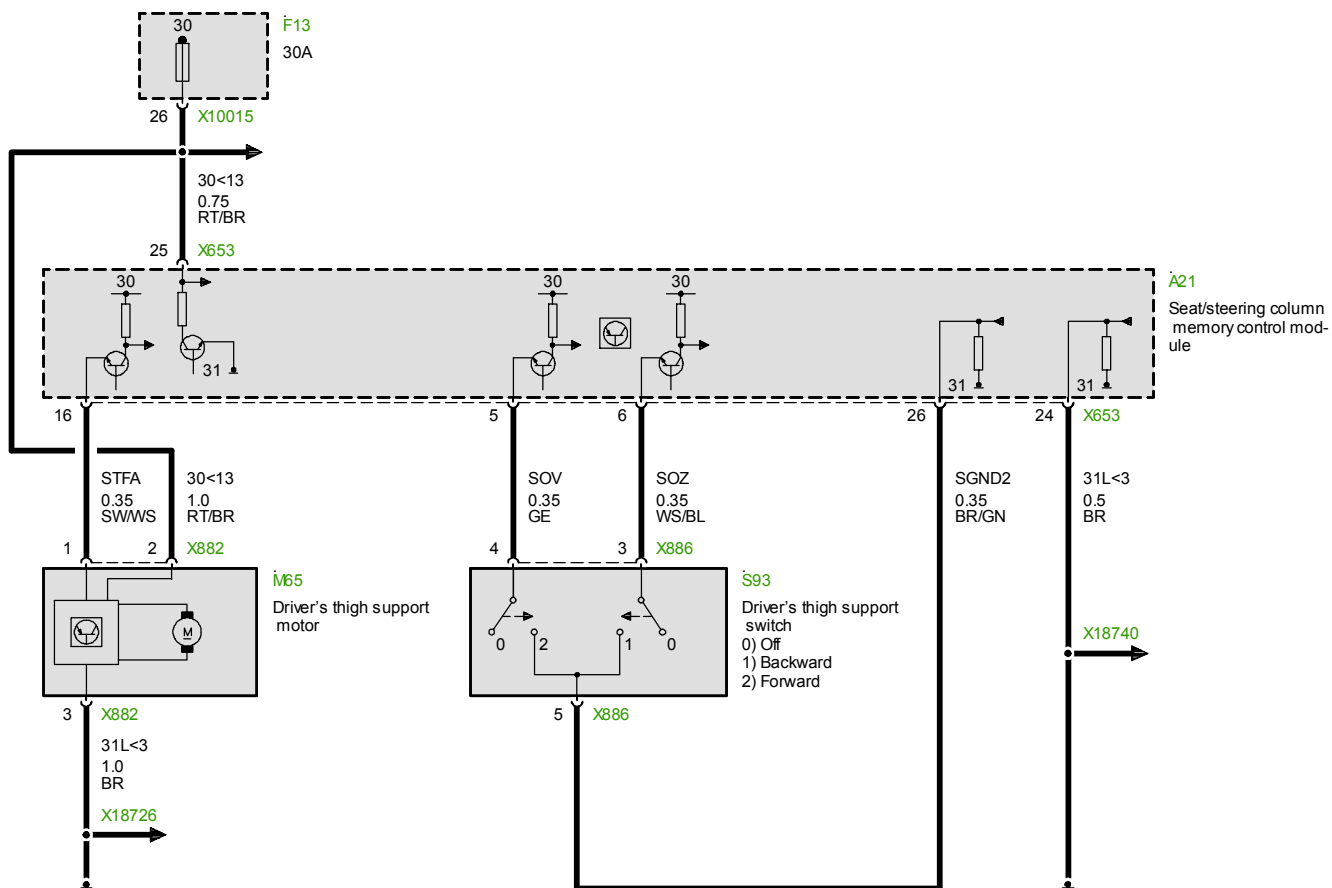 30
F13
30A
26 X10015
30<13
0.75
RT/BR
25 X653
30
30
30
A21
Seat/steering column
memory control mod-
ule
31
31
31
16
5
6
26
24
X653
STFA
0.35
SW/WS
30<13
1.0
RT/BR
SOV
0.35
GE
SOZ
0.35
WS/BL
SGND2
0.35
BR/GN
31L<3
0.5
BR
1
2
X882
4
3
X886
M65
Driver's thigh support
motor
M
S93
Driver's thigh support
switch
0) Off
1) Backward
2) Forward
0
2
1
0
X18740
3 X882
5 X886
31L<3
1.0
BR
X18726